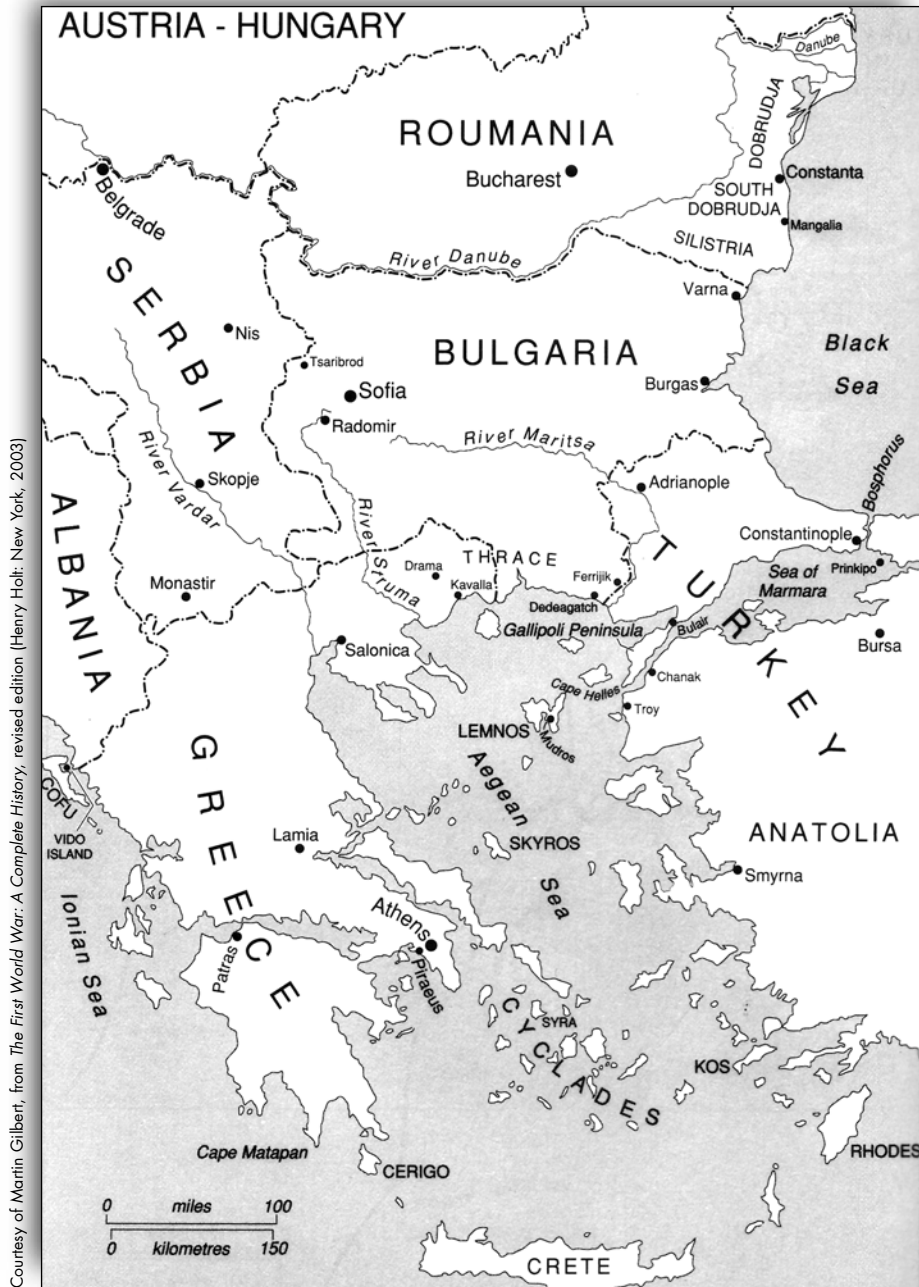 Courtesy of Martin Gilbert, from The First World War: A Complete History, revised edition (Henry Holt: New York, 2003)
AUSTRIA - HUNGARY
Danube
DOBRUDJA
ROUMANIA
Bucharest
Constanta
SOUTH
DOBRUDJA
Mangalia
Belgrade
SILISTRIA
River Danube
Varna
SERBIA
Nis
BULGARIA
Black
Sea
Tsaribrod
Sofia
Burgas
Radomir
River Maritsa
River Vardar
Skopje
Adrianople
Bosphorus
ALBANIA
Constantinople
THRACE
TURKEY
River Srruma
Drama
Kavalla
Ferrijik
Sea of
Marmara
Prinkipo
Monastir
Dedeagatch
Gallipoli Peninsula
Bulair
Bursa
Salonica
Chanak
Cape Helles
Troy
LEMNOS
Mudros
GREECE
Aegean
Sea
COFU
VIDO
ISLAND
Lamia
SKYROS
ANATOLIA
Smyrna
Ionian Sea
Athens
Patras
Piraeus
CYCLADES
SYRA
KOS
Cape Matapan
CERIGO
RHODES
0 miles 100
0 kilometres 150
CRETE